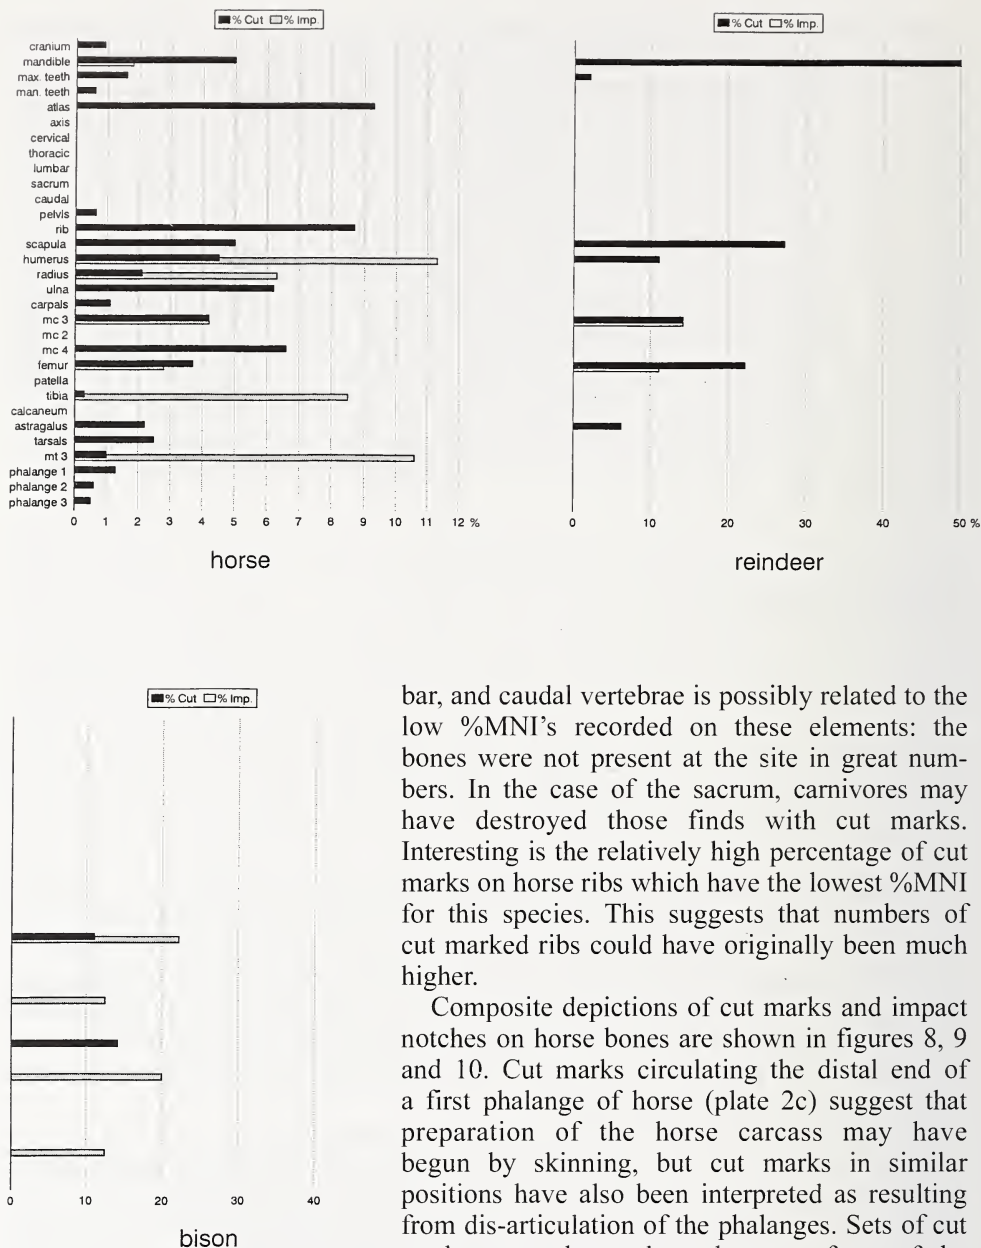 % Cut % Imp.
% Cut % Imp.
cranium
mandible
max. teeth
man. teeth
atlas
axis
cervical
thoracic
lumbar
sacrum
caudal
pelvis
rib
scapula
humerus
radius
ulna
carpals
mc 3
mc 2
mc 4
femur
patella
tibia
calcaneum
astragalus
tarsals
mt 3
phalange 1
phalange 2
phalange 3
0 1 2 3 4 5 6 7 8 9 10 11 12 %
0 10 20 30 40 50 %
horse
reindeer
% Cut % Imp.
0 10 20 30 40
bison
bar, and caudal vertebrae is possibly related to the
low %MNI's recorded on these elements: the
bones were not present at the site in great num-
bers. In the case of the sacrum, carnivores may
have destroyed those finds with cut marks.
Interesting is the relatively high percentage of cut
marks on horse ribs which have the lowest %MNI
for this species. This suggests that numbers of
cut marked ribs could have originally been much
higher.
Composite depictions of cut marks and impact
notches on horse bones are shown in figures 8, 9
and 10. Cut marks circulating the distal end of
a first phalange of horse (plate 2c) suggest that
preparation of the horse carcass may have
begun by skinning, but cut marks in similar
positions have also been interpreted as resulting
from dis-articulation of the phalanges. Sets of cut